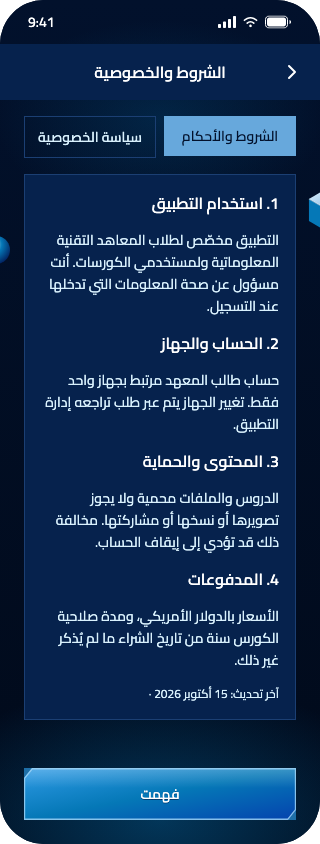 9:41
الشروط والخصوصية
الشروط والأحكام
سياسة الخصوصية
1. استخدام التطبيق
التطبيق مخصّص لطلاب المعاهد التقنية
المعلوماتية ولمستخدمي الكورسات. أنت
مسؤول عن صحة المعلومات التي تدخلها
عند التسجيل.
2. الحساب والجهاز
حساب طالب المعهد مرتبط بجهاز واحد
فقط. تغيير الجهاز يتم عبر طلب تراجعه إدارة
التطبيق.
3. المحتوى والحماية
الدروس والملفات محمية ولا يجوز
تصويرها أو نسخها أو مشاركتها. مخالفة
ذلك قد تؤدي إلى إيقاف الحساب.
4. المدفوعات
الأسعار بالدولار الأمريكي، ومدة صلاحية
الكورس سنة من تاريخ الشراء ما لم يُذكر
غير ذلك.
آخر تحديث: 15 أكتوبر 2026 ·
فهمت